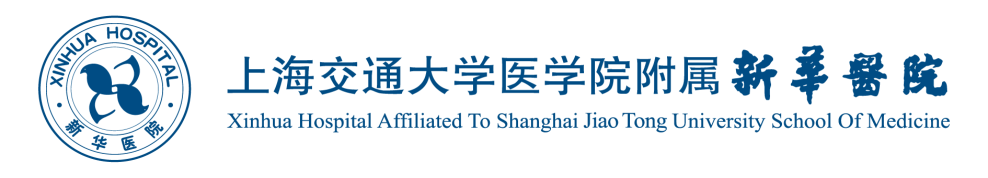 XINHUA HOSPITAL
新华医院
上海交通大学医学院附属新華醫院
Xinhua Hospital Affiliated To Shanghai Jiao Tong University School Of Medicine